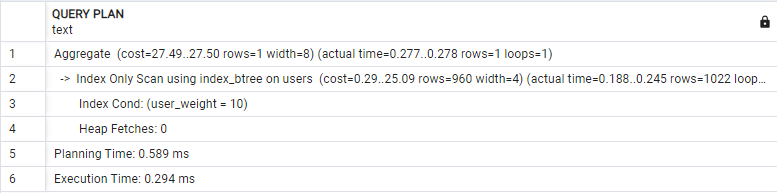 QUERY PLAN
text
1 Aggregate (cost=27.49..27.50 rows=1 width=8) (actual time=0.277..0.278 rows=1 loops=1)
2 -> Index Only Scan using index_btree on users (cost=0.29..25.09 rows=960 width=4) (actual time=0.188..0.245 rows=1022 loop...
3 Index Cond: (user_weight = 10)
4 Heap Fetches: 0
5 Planning Time: 0.589 ms
6 Execution Time: 0.294 ms